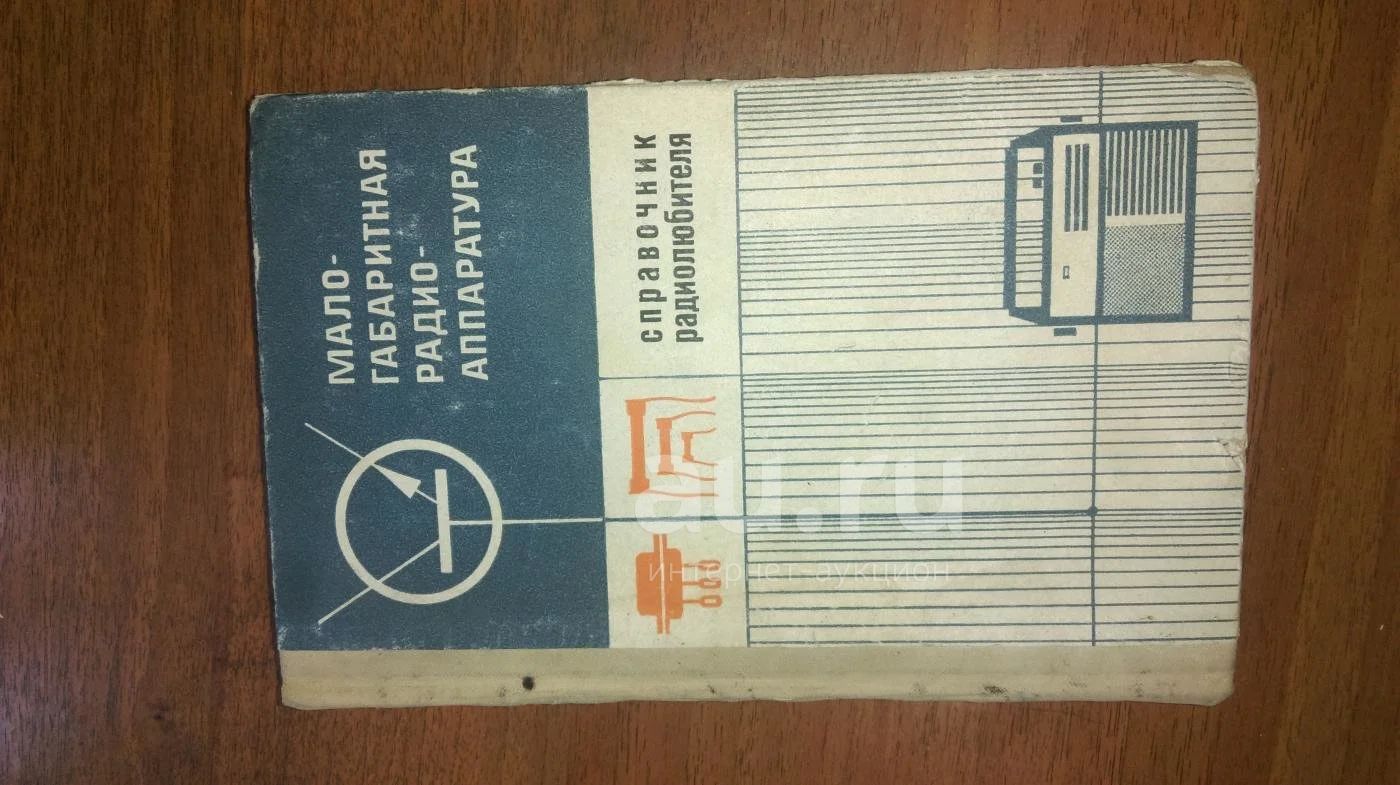 МАЛО-
ГАБАРИТНАЯ
РАДИО-
АППАРАТУРА
справочник
радиолюбителя
au.ru
интернет-аукцион